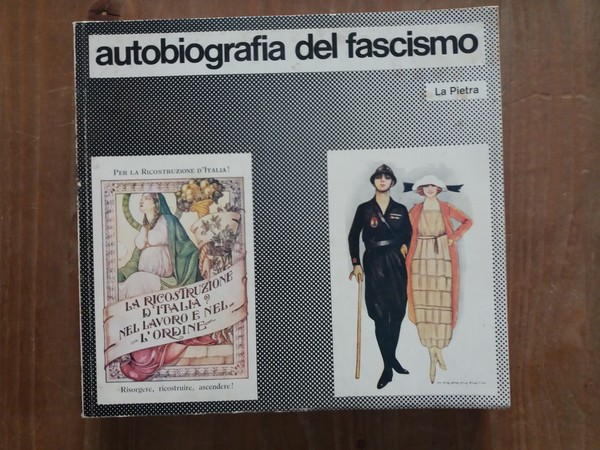 autobiografia del fascismo
La Pietra
PER LA RICOSTRUZIONE D'ITALIA!
LA RICOSTRUZIONE
D'ITALIA È
NEL LAVORO E NEL-
L'ORDINE
Risorgere, ricostruire, ascendere!